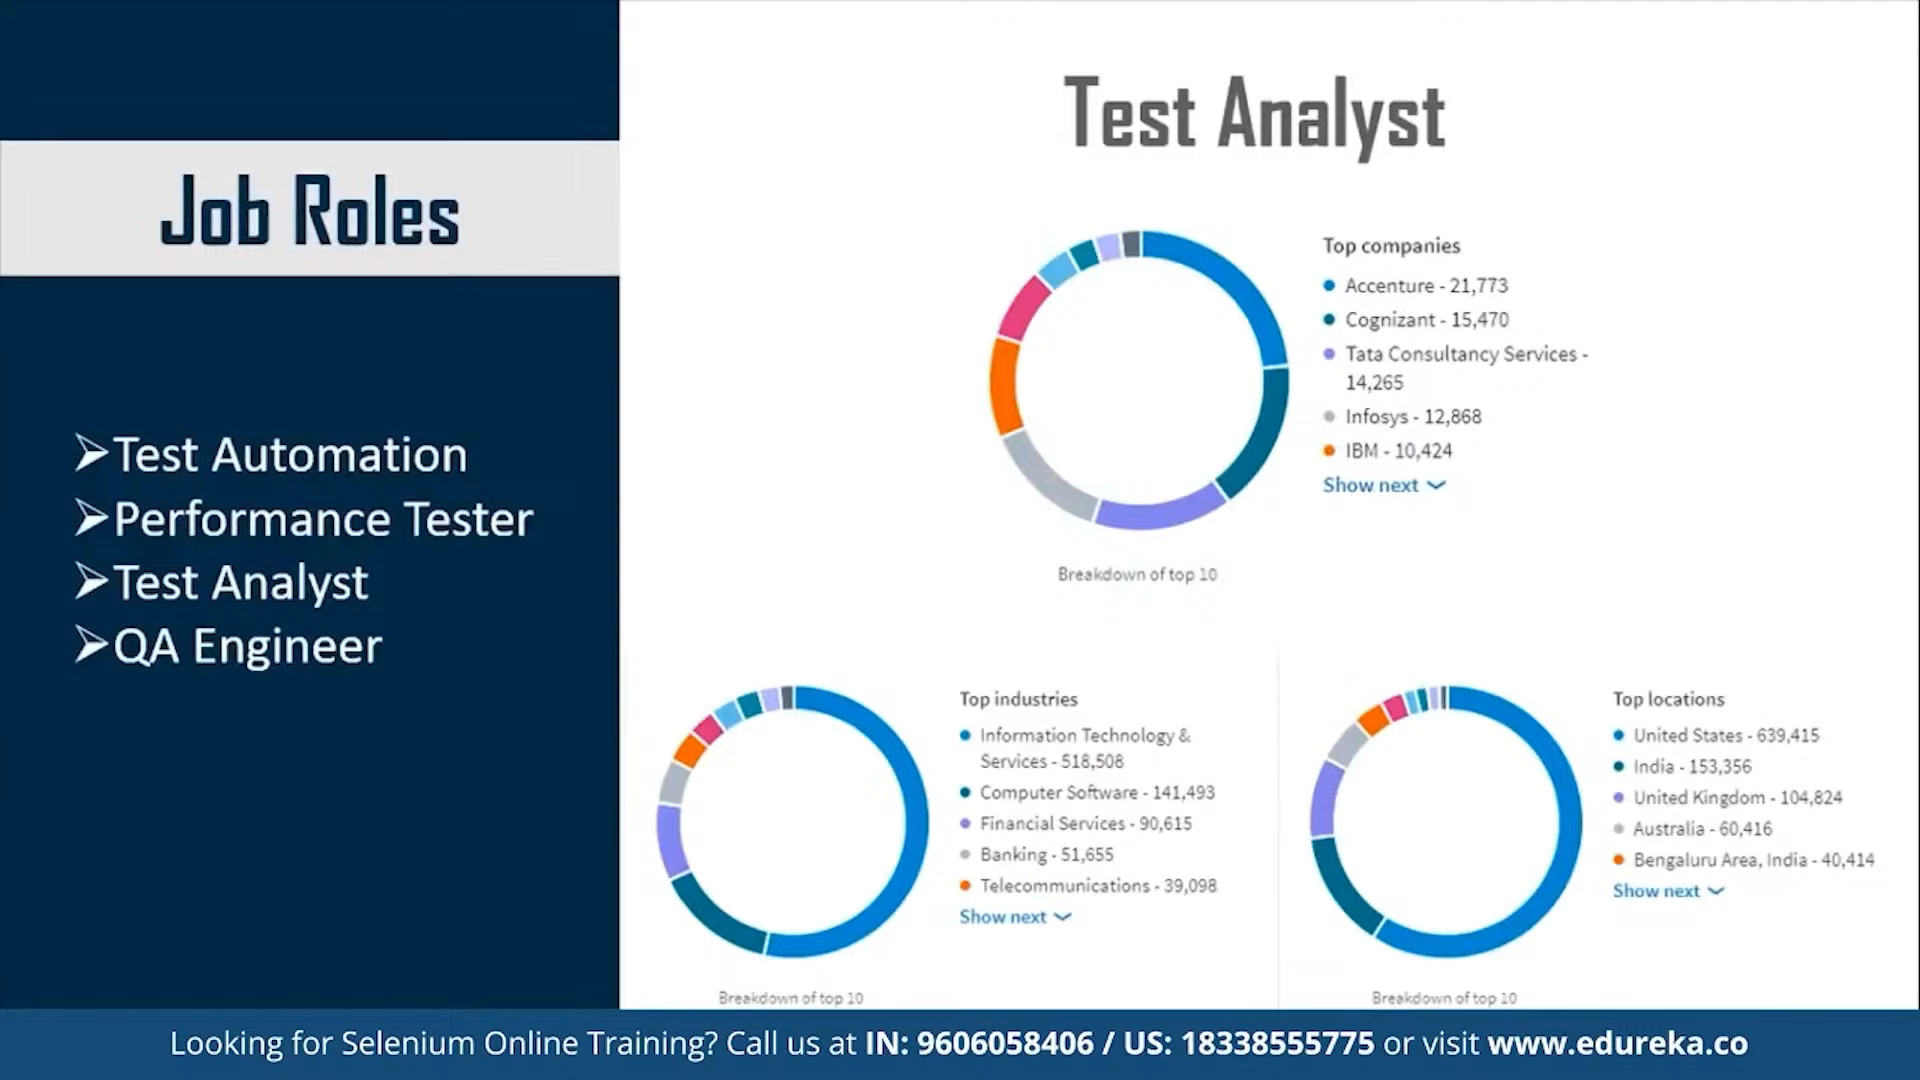 Job Roles
➢Test Automation
➢Performance Tester
➢Test Analyst
➢QA Engineer
Test Analyst
Top companies
Accenture - 21,773
Cognizant - 15,470
Tata Consultancy Services -
14,265
Infosys - 12,868
IBM - 10,424
Show next
Breakdown of top 10
Top industries
Information Technology &
Services - 518,508
Computer Software - 141,493
Financial Services - 90,615
Banking - 51,655
Telecommunications - 39,098
Show next
Breakdown of top 10
Top locations
United States - 639,415
India - 153,356
United Kingdom - 104,824
Australia - 60,416
Bengaluru Area, India - 40,414
Show next
Breakdown of top 10
Looking for Selenium Online Training? Call us at IN: 9606058406 / US: 18338555775 or visit www.edureka.co